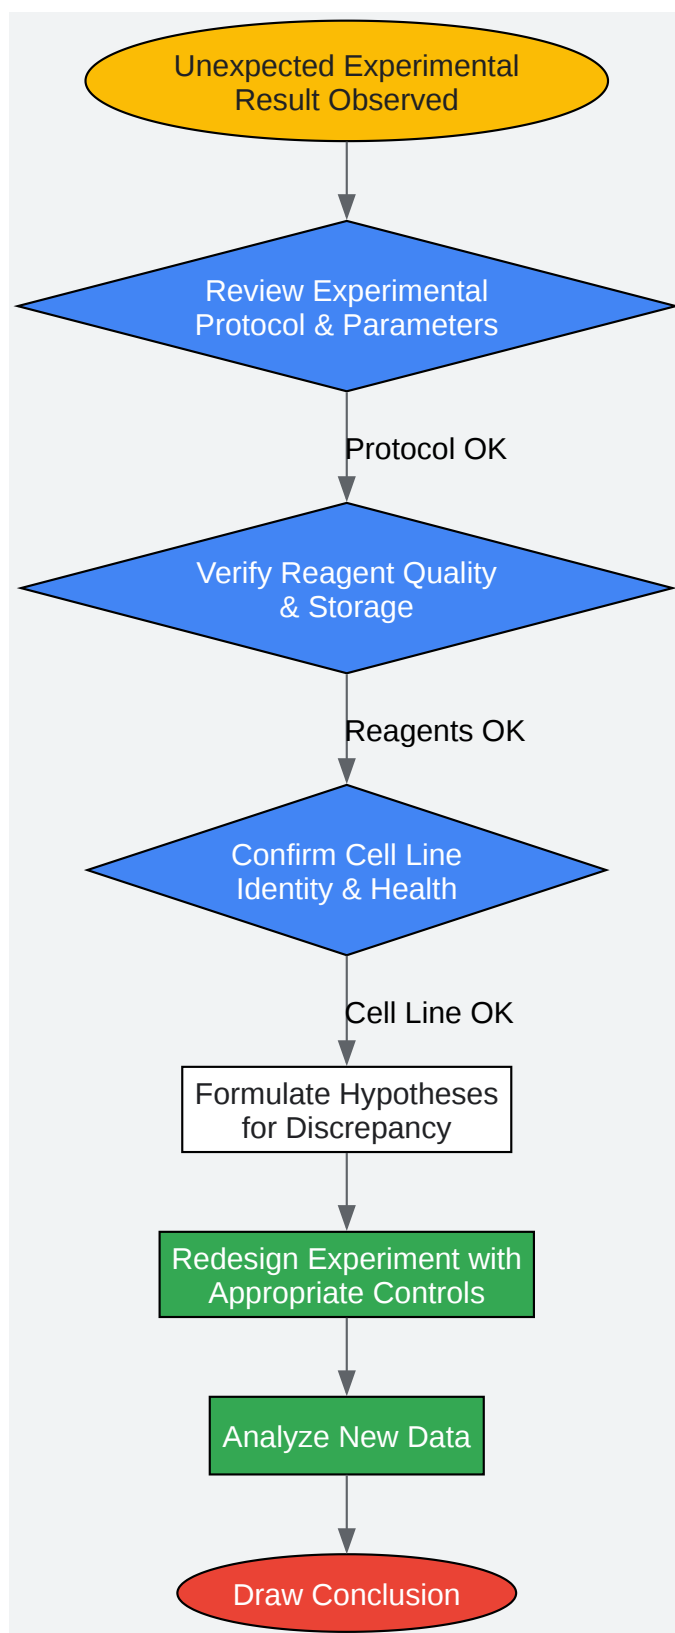 Unexpected Experimental
Result Observed
Review Experimental
Protocol & Parameters
Protocol OK
Verify Reagent Quality
& Storage
Reagents OK
Confirm Cell Line
Identity & Health
Cell Line OK
Formulate Hypotheses
for Discrepancy
Redesign Experiment with
Appropriate Controls
Analyze New Data
Draw Conclusion